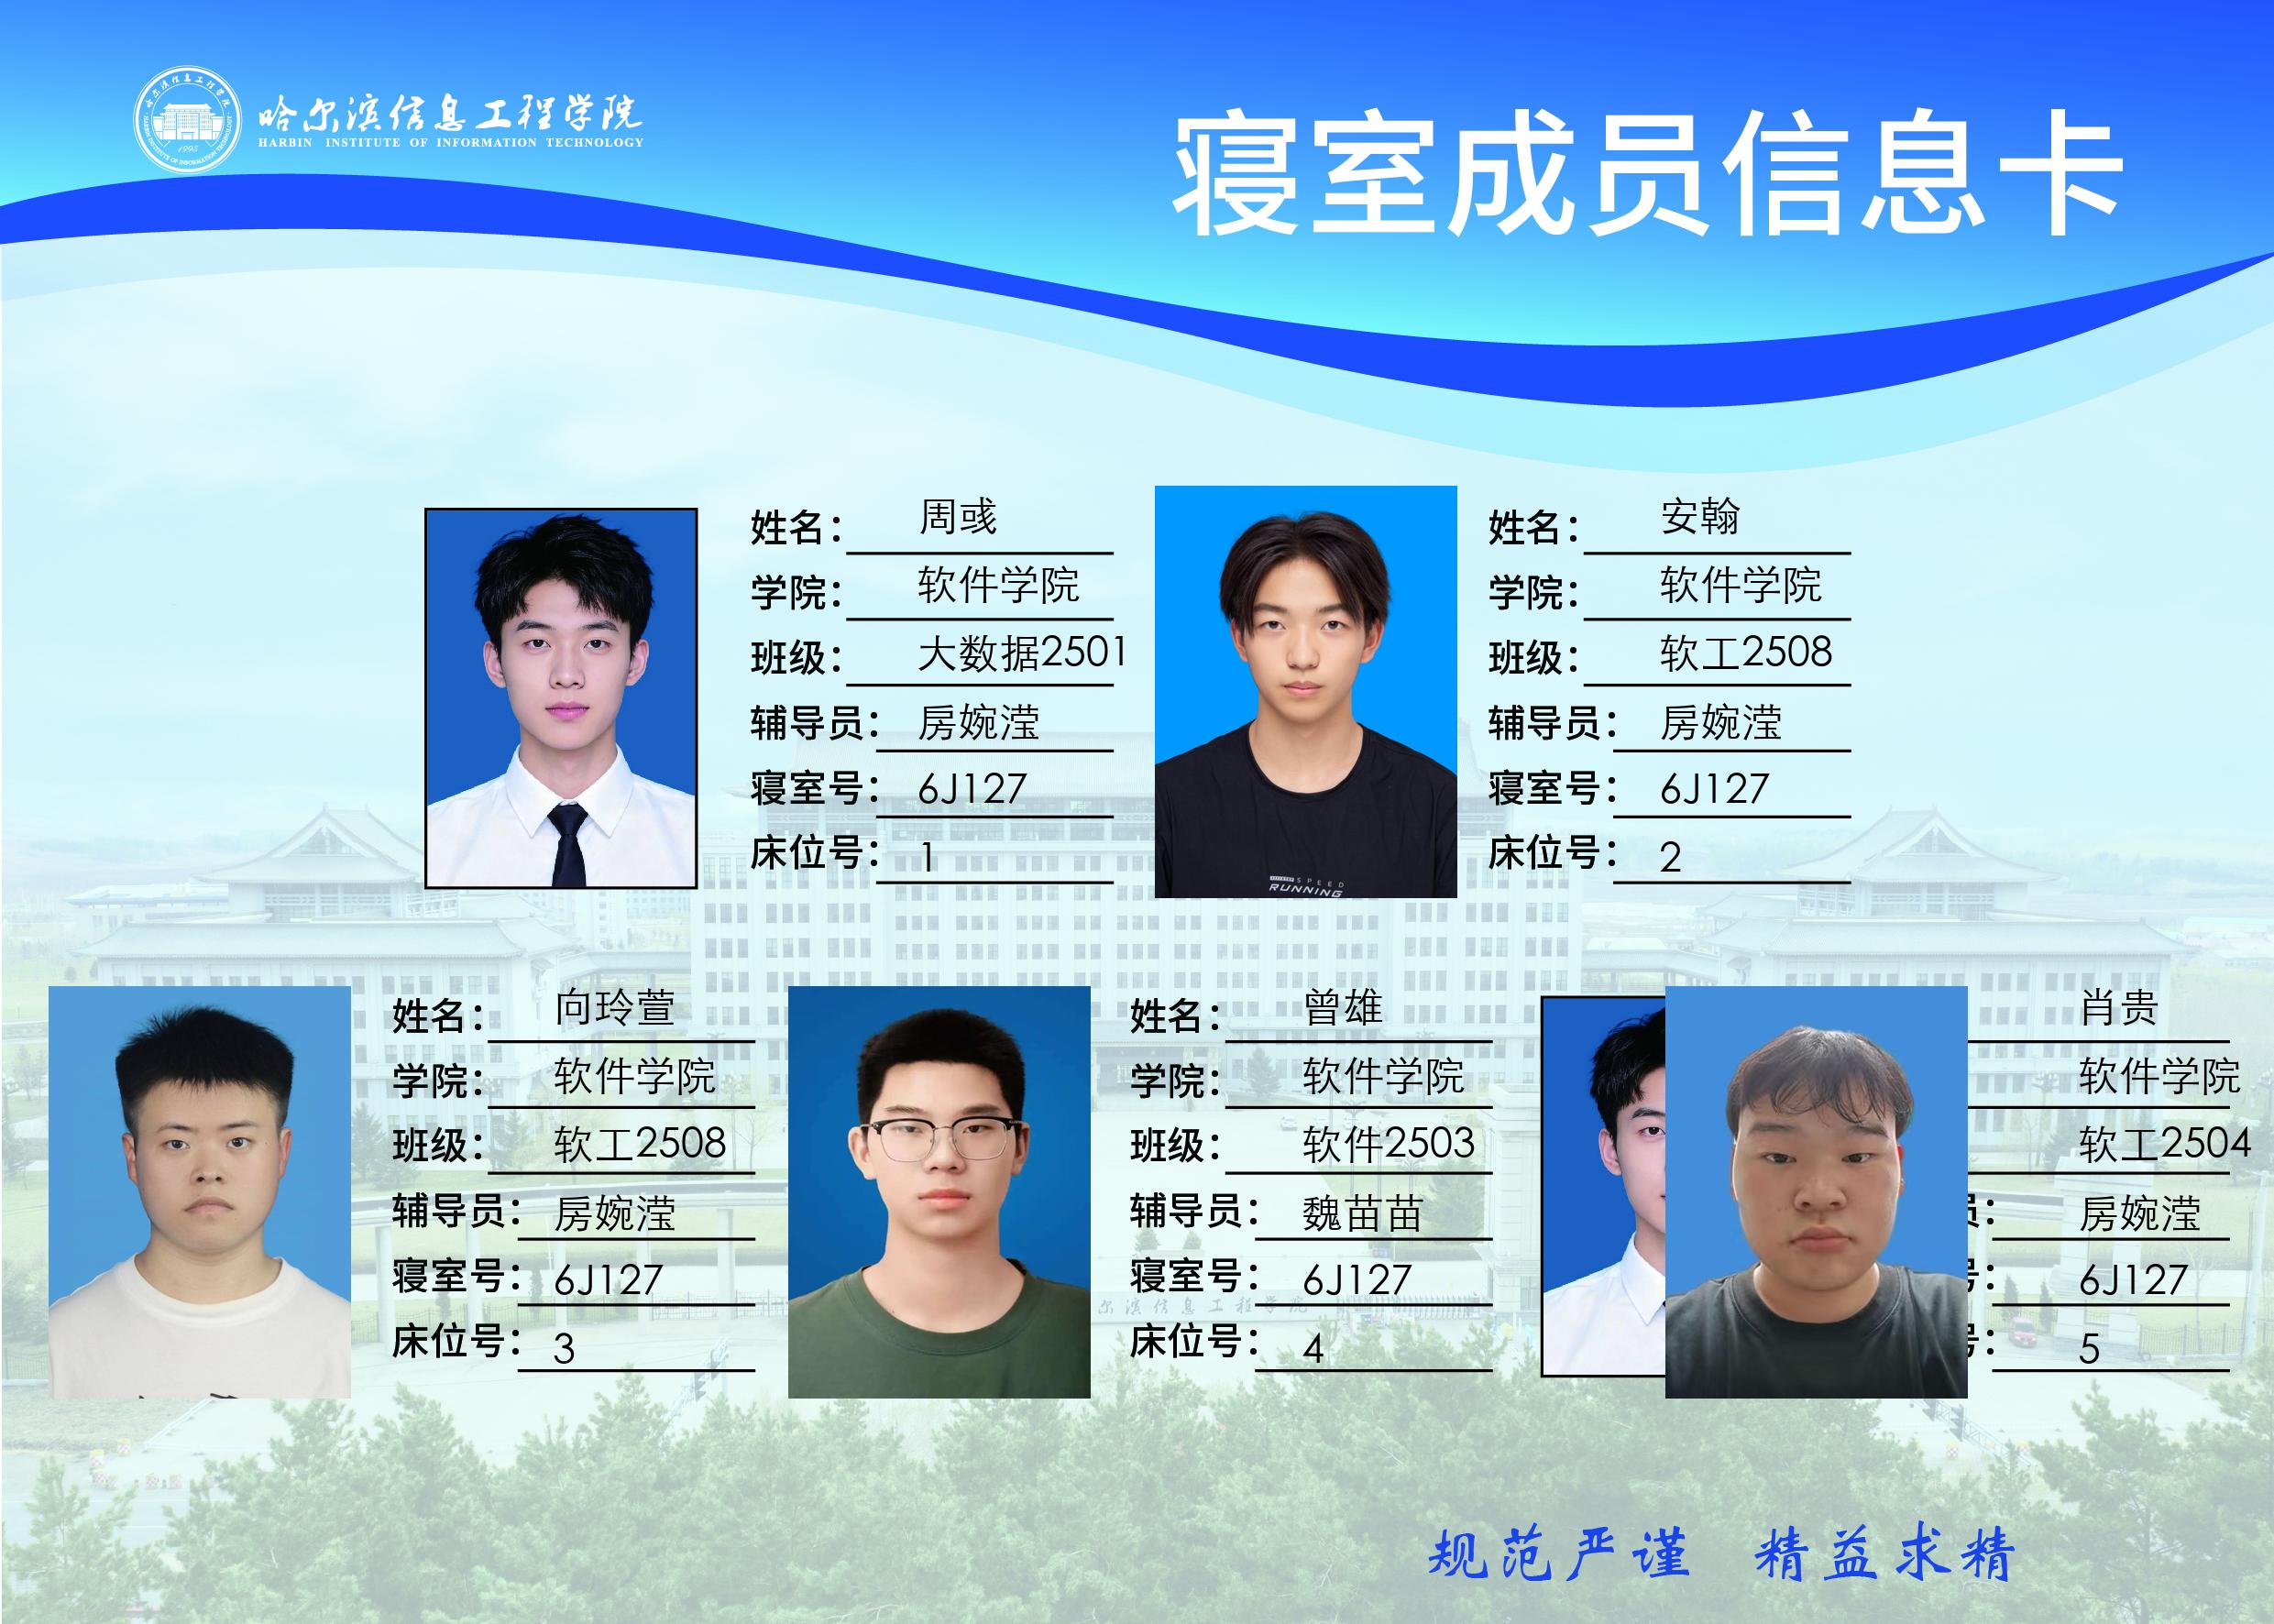 哈尔滨信息工程学院
HARBIN INSTITUTE OF INFORMATION TECHNOLOGY
1995
寝室成员信息卡
姓名： 周彧
学院： 软件学院
班级： 大数据2501
辅导员： 房婉滢
寝室号： 6J127
床位号： 1
姓名： 安翰
学院： 软件学院
班级： 软工2508
辅导员： 房婉滢
寝室号： 6J127
床位号： 2
SPEED
RUNNING
姓名： 向玲萱
学院： 软件学院
班级： 软工2508
辅导员： 房婉滢
寝室号： 6J127
床位号： 3
姓名： 曾雄
学院： 软件学院
班级： 软件2503
辅导员： 魏苗苗
寝室号： 6J127
床位号： 4
肖贵
软件学院
软工2504
员： 房婉滢
号： 6J127
号： 5
规范严谨 精益求精